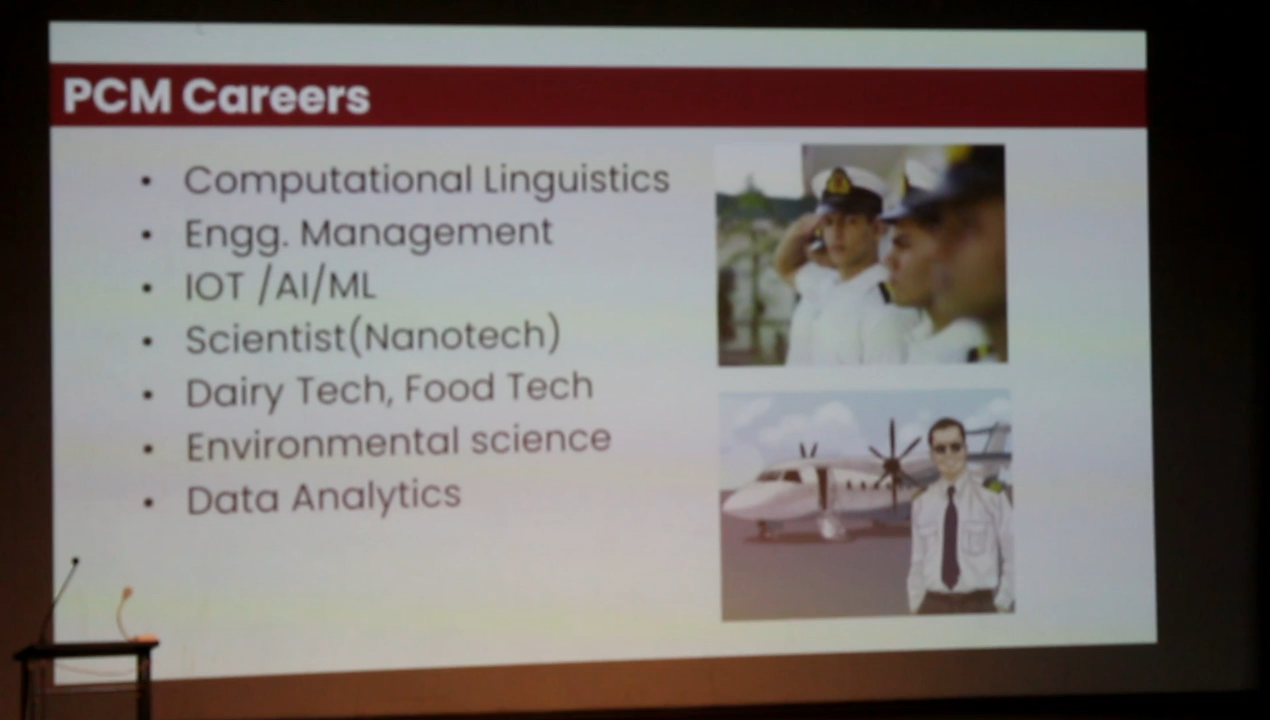 PCM Careers
• Computational Linguistics
• Engg. Management
• IOT /AI/ML
• Scientist(Nanotech)
• Dairy Tech, Food Tech
• Environmental science
• Data Analytics